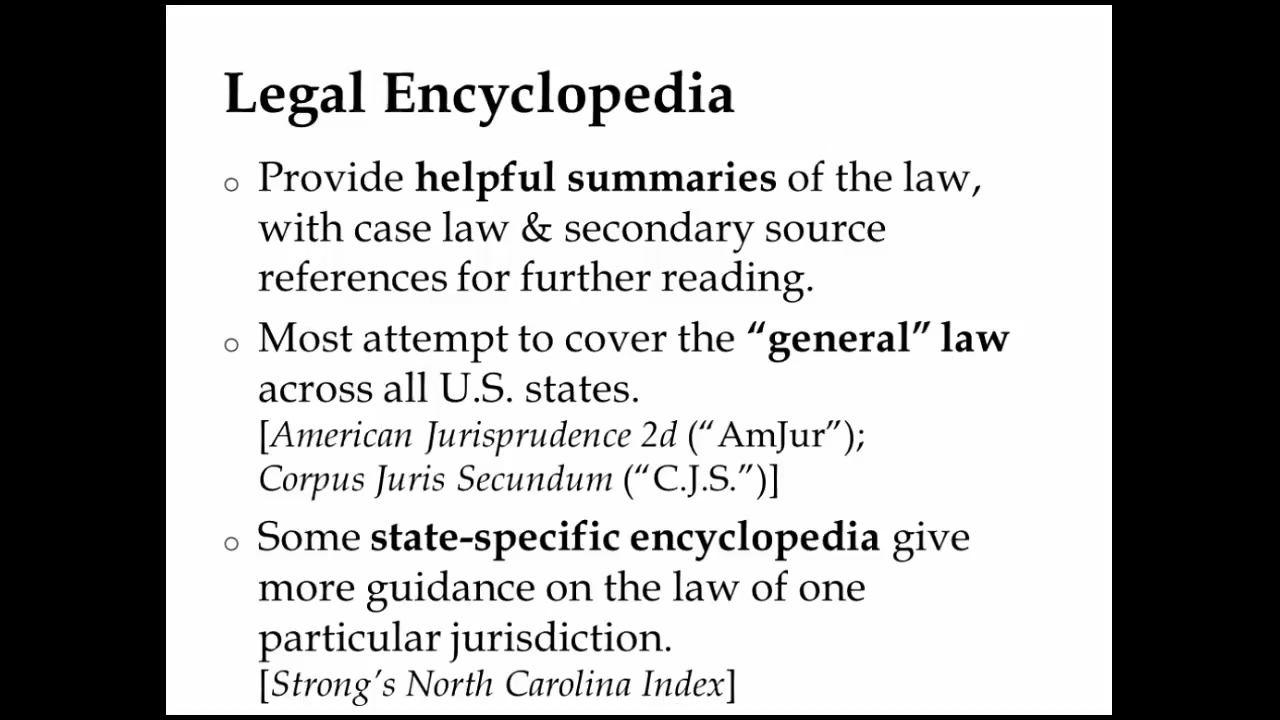 Legal Encyclopedia
○ Provide helpful summaries of the law,
with case law & secondary source
references for further reading.
○ Most attempt to cover the “general” law
across all U.S. states.
[American Jurisprudence 2d (“AmJur”);
Corpus Juris Secundum (“C.J.S.”)]
○ Some state-specific encyclopedia give
more guidance on the law of one
particular jurisdiction.
[Strong’s North Carolina Index]